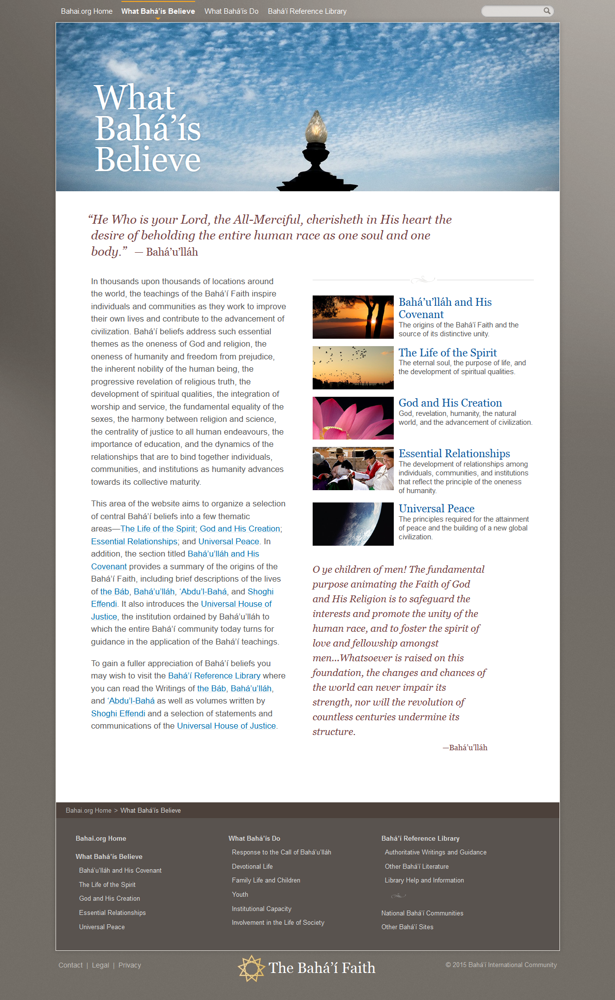 Bahai.org Home
What Bahá’ís Believe
What Bahá’ís Do
Bahá’í Reference Library
What
Bahá’ís
Believe
“He Who is your Lord, the All-Merciful, cherisheth in His heart the
desire of beholding the entire human race as one soul and one
body.” — Bahá’u’lláh
In thousands upon thousands of locations around
the world, the teachings of the Bahá’í Faith inspire
individuals and communities as they work to improve
their own lives and contribute to the advancement of
civilization. Bahá’í beliefs address such essential
themes as the oneness of God and religion, the
oneness of humanity and freedom from prejudice,
the inherent nobility of the human being, the
progressive revelation of religious truth, the
development of spiritual qualities, the integration of
worship and service, the fundamental equality of the
sexes, the harmony between religion and science,
the centrality of justice to all human endeavours, the
importance of education, and the dynamics of the
relationships that are to bind together individuals,
communities, and institutions as humanity advances
towards its collective maturity.
This area of the website aims to organize a selection
of central Bahá’í beliefs into a few thematic
areas—The Life of the Spirit; God and His Creation;
Essential Relationships; and Universal Peace. In
addition, the section titled Bahá’u’lláh and His
Covenant provides a summary of the origins of the
Bahá’í Faith, including brief descriptions of the lives
of the Báb, Bahá’u’lláh, ‘Abdu’l-Bahá, and Shoghi
Effendi. It also introduces the Universal House of
Justice, the institution ordained by Bahá’u’lláh to
which the entire Bahá’í community today turns for
guidance in the application of the Bahá’í teachings.
To gain a fuller appreciation of Bahá’í beliefs you
may wish to visit the Bahá’í Reference Library where
you can read the Writings of the Báb, Bahá’u’lláh,
and ‘Abdu’l-Bahá as well as volumes written by
Shoghi Effendi and a selection of statements and
communications of the Universal House of Justice.
Bahá’u’lláh and His
Covenant
The origins of the Bahá’í Faith and the
source of its distinctive unity.
The Life of the Spirit
The eternal soul, the purpose of life, and
the development of spiritual qualities.
God and His Creation
God, revelation, humanity, the natural
world, and the advancement of civilization.
Essential Relationships
The development of relationships among
individuals, communities, and institutions
that reflect the principle of the oneness
of humanity.
Universal Peace
The principles required for the attainment
of peace and the building of a new global
civilization.
O ye children of men! The fundamental
purpose animating the Faith of God
and His Religion is to safeguard the
interests and promote the unity of the
human race, and to foster the spirit of
love and fellowship amongst
men...Whatsoever is raised on this
foundation, the changes and chances of
the world can never impair its
strength, nor will the revolution of
countless centuries undermine its
structure.
—Bahá’u’lláh
Bahai.org Home > What Bahá’ís Believe
Bahai.org Home
What Bahá’ís Believe
Bahá’u’lláh and His Covenant
The Life of the Spirit
God and His Creation
Essential Relationships
Universal Peace
What Bahá’ís Do
Response to the Call of Bahá’u’lláh
Devotional Life
Family Life and Children
Youth
Institutional Capacity
Involvement in the Life of Society
Bahá’í Reference Library
Authoritative Writings and Guidance
Other Bahá’í Literature
Library Help and Information
National Bahá’í Communities
Other Bahá’í Sites
Contact | Legal | Privacy
The Bahá’í Faith
© 2015 Bahá’í International Community